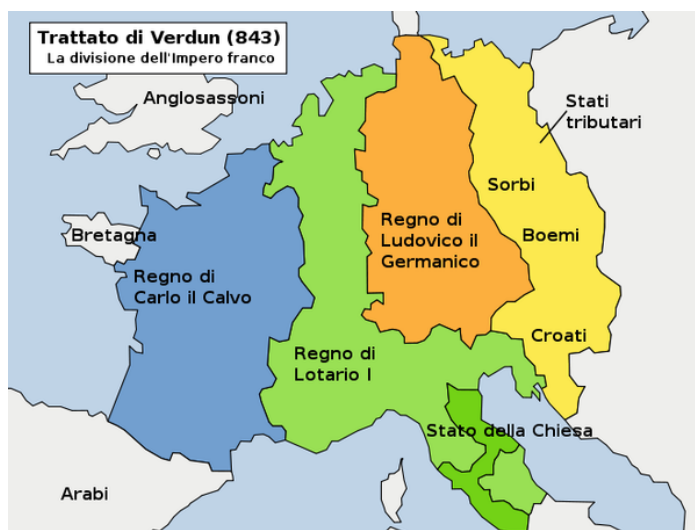 Trattato di Verdun (843)
La divisione dell'Impero franco
Anglosassoni
Stati
tributari
Sorbi
Bretagna
Regno di
Ludovico il
Germanico
Boemi
Regno di
Carlo il Calvo
Croati
Regno di
Lotario I
Stato della Chiesa
Arabi